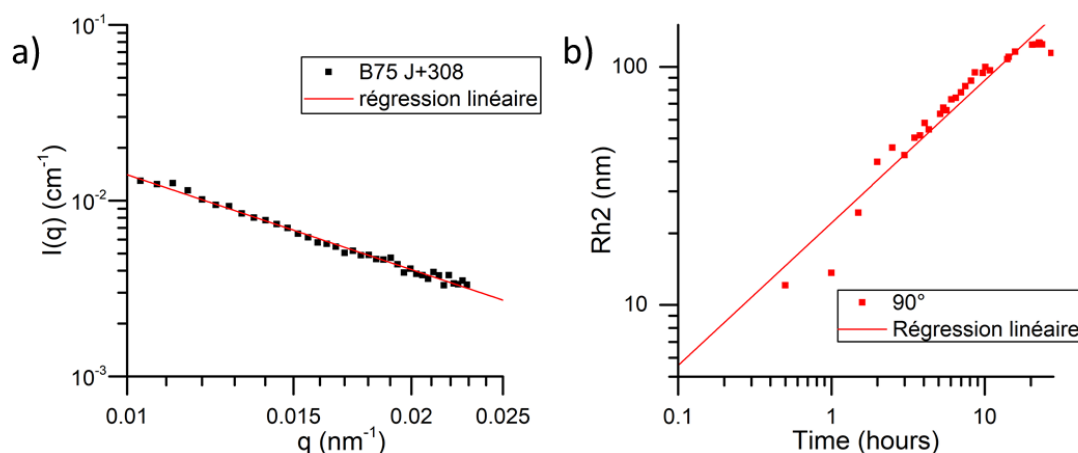 a)
B75 J+308
régression linéaire
I(q) (cm⁻¹)
10⁻¹
10⁻²
10⁻³
0.01
0.015
0.02
0.025
q (nm⁻¹)
b)
Rh2 (nm)
100
10
90°
Régression linéaire
0.1
1
10
Time (hours)